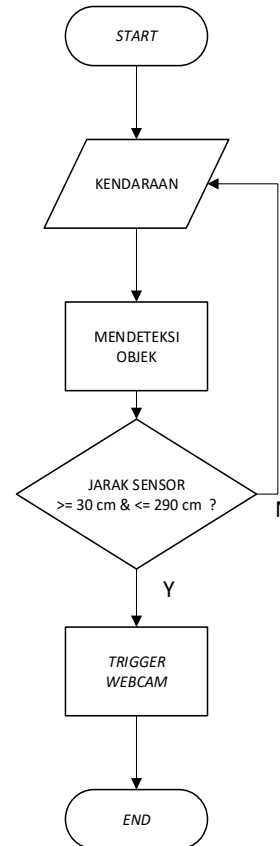 START
KENDARAAN
MENDETEKSI
OBJEK
JARAK SENSOR
>= 30 cm & <= 290 cm ?
Y
TRIGGER
WEBCAM
END